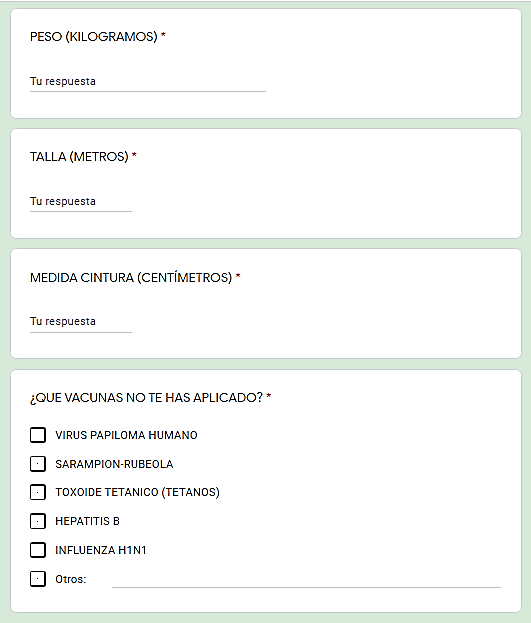 PESO (KILOGRAMOS) *
Tu respuesta
TALLA (METROS) *
Tu respuesta
MEDIDA CINTURA (CENTÍMETROS) *
Tu respuesta
¿QUE VACUNAS NO TE HAS APLICADO? *
VIRUS PAPILOMA HUMANO
SARAMPION-RUBEOLA
TOXOIDE TETANICO (TETANOS)
HEPATITIS B
INFLUENZA H1N1
Otros: